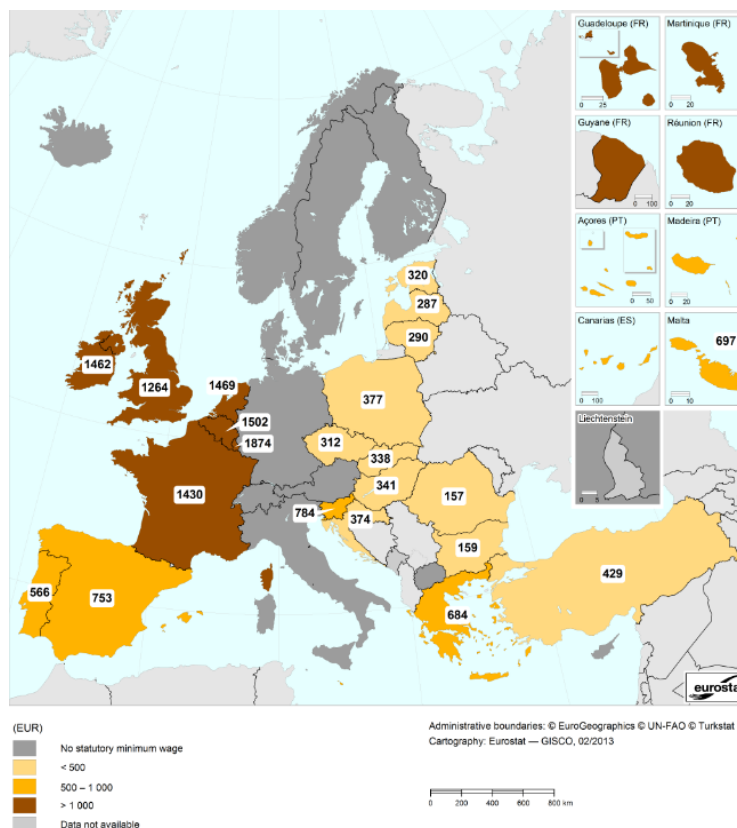 Guadeloupe (FR)
Martinique (FR)
0 25
0 20
Guyane (FR)
Réunion (FR)
0 100
0 20
Açores (PT)
Madeira (PT)
0 50
0 20
Canarias (ES)
Malta
697
0 100
0 10
Liechtenstein
0 5
320
287
290
1462
1264
1469
1502
1874
377
312
338
341
1430
784
374
157
159
429
566
753
684
eurostat
(EUR)
No statutory minimum wage
< 500
500 – 1 000
> 1 000
Data not available
Administrative boundaries: © EuroGeographics © UN-FAO © Turkstat
Cartography: Eurostat — GISCO, 02/2013
0 200 400 600 800 km